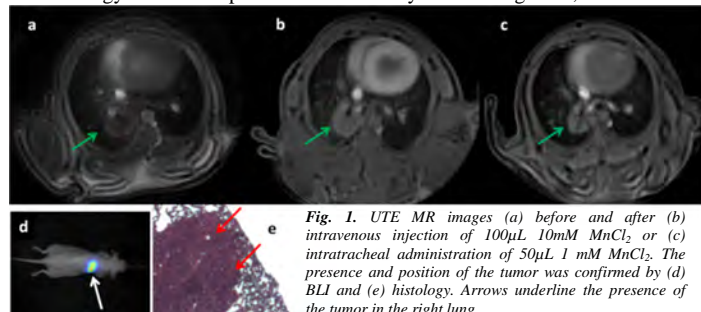 a
b
c
d
e
Fig. 1. UTE MR images (a) before and after (b)
intravenous injection of 100µL 10mM MnCl2 or (c)
intratracheal administration of 50µL 1 mM MnCl2. The
presence and position of the tumor was confirmed by (d)
BLI and (e) histology. Arrows underline the presence of
the tumor in the right lung